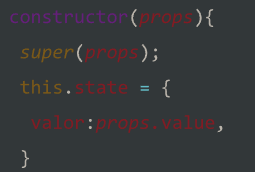 constructor(props){
super(props);
this.state = {
valor:props.value,
}